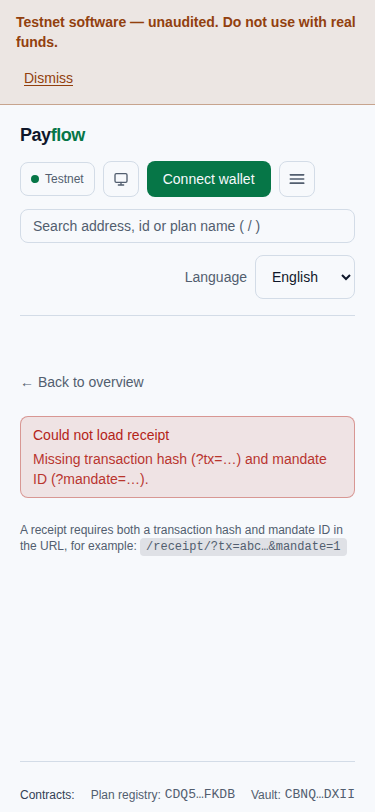 Testnet software — unaudited. Do not use with real
funds.
Dismiss
Payflow
Testnet
Connect wallet
Search address, id or plan name ( / )
Language
English
← Back to overview
Could not load receipt
Missing transaction hash (?tx=…) and mandate
ID (?mandate=…).
A receipt requires both a transaction hash and mandate ID in
the URL, for example: /receipt/?tx=abc…&mandate=1
Contracts: Plan registry: CDQ5…FKDB Vault: CBNQ…DXII